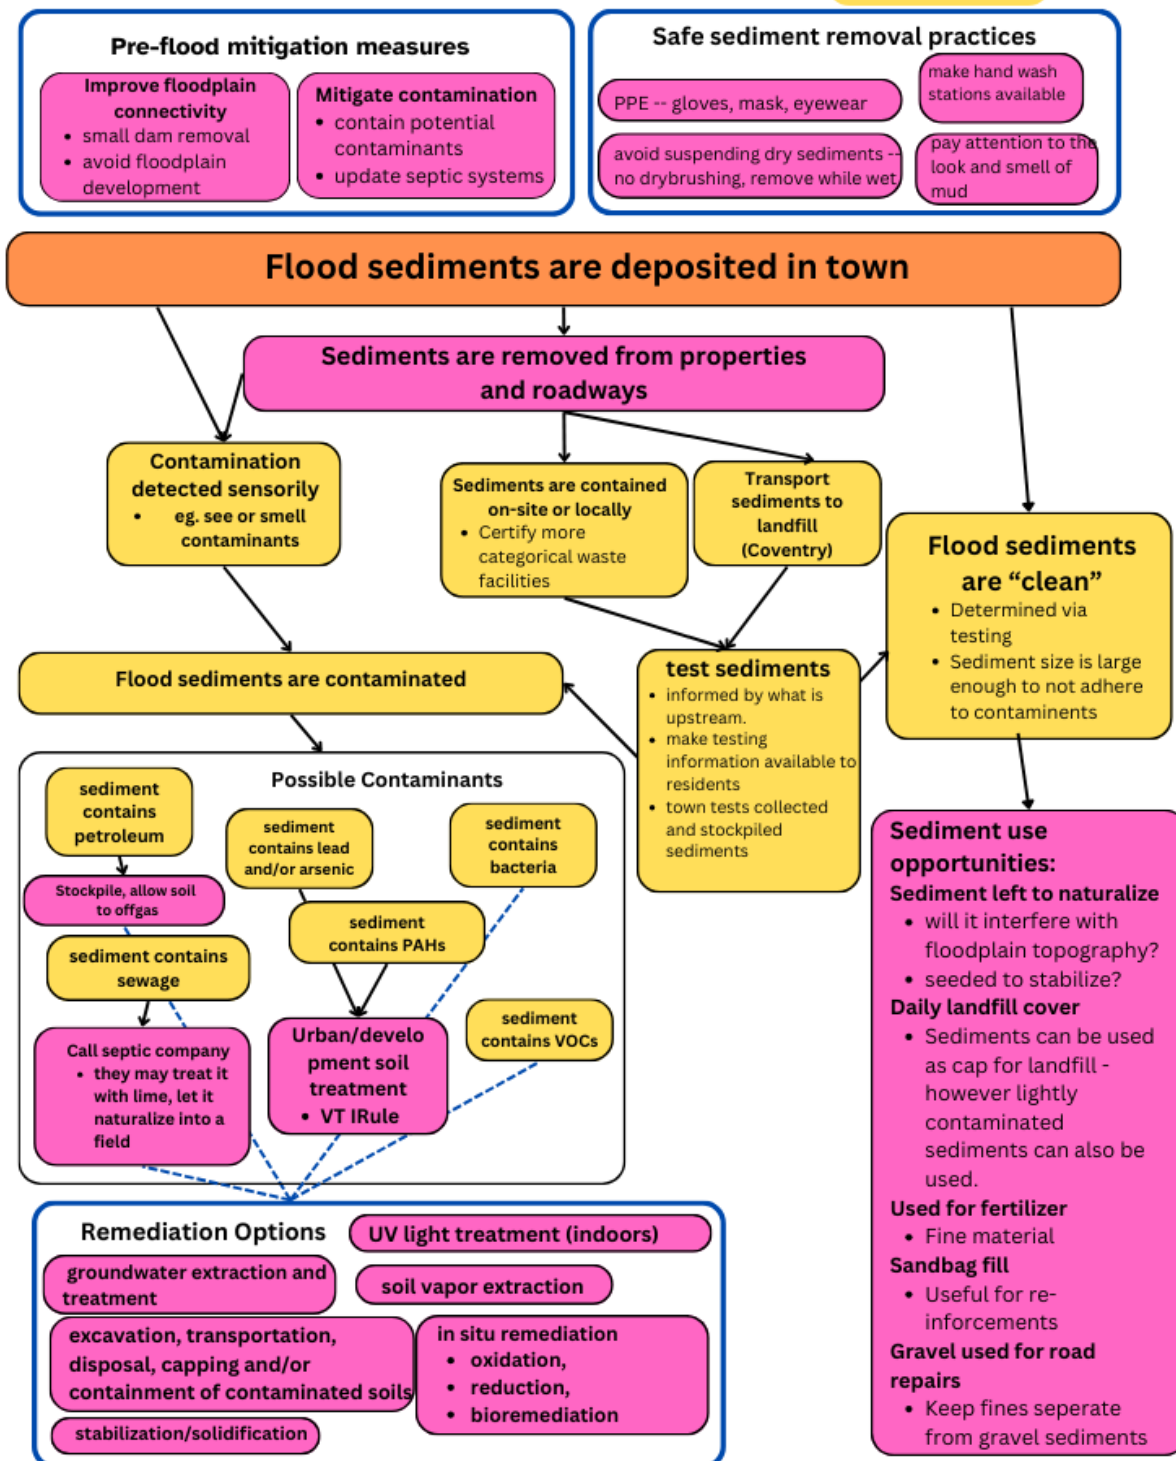 Pre-flood mitigation measures
Improve floodplain
connectivity
• small dam removal
• avoid floodplain
development
Mitigate contamination
• contain potential
contaminants
• update septic systems
Safe sediment removal practices
PPE -- gloves, mask, eyewear
make hand wash
stations available
avoid suspending dry sediments --
no drybrushing, remove while wet
pay attention to the
look and smell of
mud
Flood sediments are deposited in town
Sediments are removed from properties
and roadways
Contamination
detected sensorily
• eg. see or smell
contaminants
Sediments are contained
on-site or locally
• Certify more
categorical waste
facilities
Transport
sediments to
landfill
(Coventry)
Flood sediments
are “clean”
• Determined via
testing
• Sediment size is large
enough to not adhere
to contaminents
Flood sediments are contaminated
test sediments
• informed by what is
upstream.
• make testing
information available to
residents
• town tests collected
and stockpiled
sediments
Possible Contaminants
sediment
contains
petroleum
Stockpile, allow soil
to offgas
sediment contains
sewage
Call septic company
• they may treat it
with lime, let it
naturalize into a
field
sediment
contains lead
and/or arsenic
sediment
contains PAHs
Urban/develo
pment soil
treatment
• VT IRule
sediment
contains
bacteria
sediment
contains VOCs
Sediment use
opportunities:
Sediment left to naturalize
• will it interfere with
floodplain topography?
• seeded to stabilize?
Daily landfill cover
• Sediments can be used
as cap for landfill -
however lightly
contaminated
sediments can also be
used.
Used for fertilizer
• Fine material
Sandbag fill
• Useful for re-
inforcements
Gravel used for road
repairs
• Keep fines seperate
from gravel sediments
Remediation Options
UV light treatment (indoors)
groundwater extraction and
treatment
soil vapor extraction
excavation, transportation,
disposal, capping and/or
containment of contaminated soils
in situ remediation
• oxidation,
• reduction,
• bioremediation
stabilization/solidification